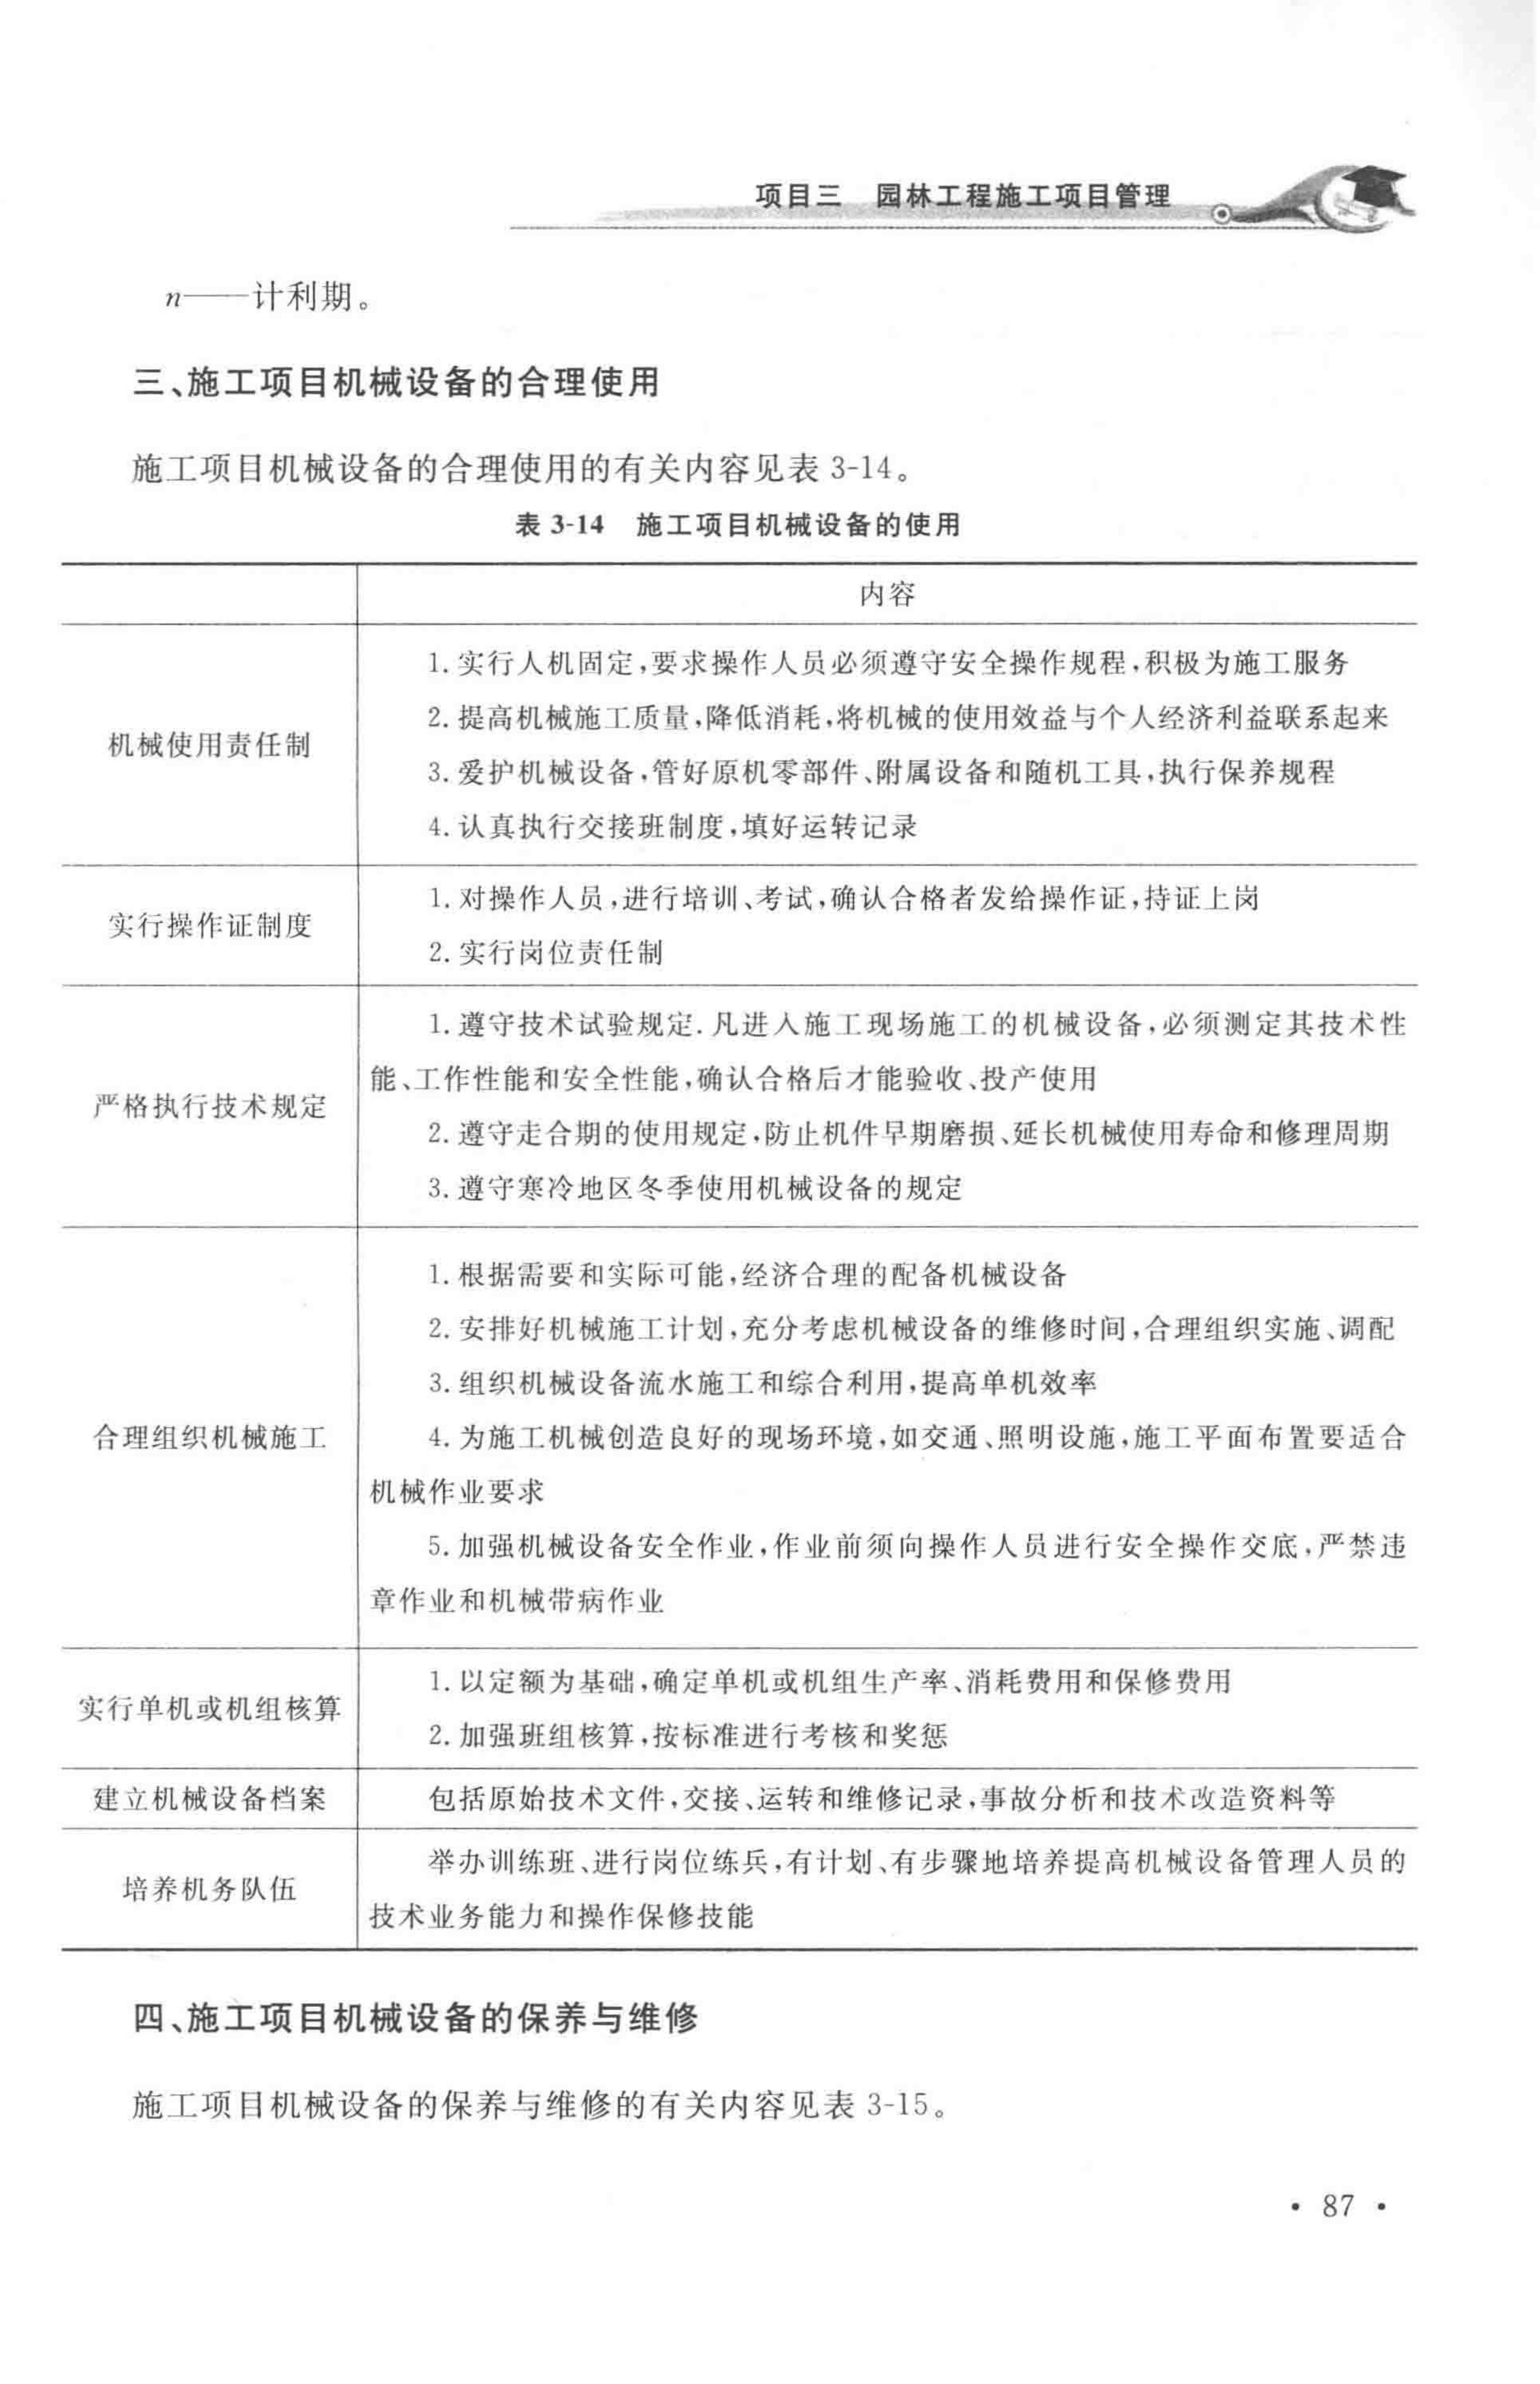 项目三 园林工程施工项目管理
n——计利期。
三、施工项目机械设备的合理使用
施工项目机械设备的合理使用的有关内容见表 3-14。
表 3-14 施工项目机械设备的使用
内容
机械使用责任制
1. 实行人机固定,要求操作人员必须遵守安全操作规程,积极为施工服务
2. 提高机械施工质量,降低消耗,将机械的使用效益与个人经济利益联系起来
3. 爱护机械设备,管好原机零部件、附属设备和随机工具,执行保养规程
4. 认真执行交接班制度,填好运转记录
实行操作证制度
1. 对操作人员,进行培训、考试,确认合格者发给操作证,持证上岗
2. 实行岗位责任制
严格执行技术规定
1. 遵守技术试验规定. 凡进入施工现场施工的机械设备,必须测定其技术性
能、工作性能和安全性能,确认合格后才能验收、投产使用
2. 遵守走合期的使用规定,防止机件早期磨损、延长机械使用寿命和修理周期
3. 遵守寒冷地区冬季使用机械设备的规定
合理组织机械施工
1. 根据需要和实际可能,经济合理的配备机械设备
2. 安排好机械施工计划,充分考虑机械设备的维修时间,合理组织实施、调配
3. 组织机械设备流水施工和综合利用,提高单机效率
4. 为施工机械创造良好的现场环境,如交通、照明设施,施工平面布置要适合
机械作业要求
5. 加强机械设备安全作业,作业前须向操作人员进行安全操作交底,严禁违
章作业和机械带病作业
实行单机或机组核算
1. 以定额为基础,确定单机或机组生产率、消耗费用和保修费用
2. 加强班组核算,按标准进行考核和奖惩
建立机械设备档案
包括原始技术文件,交接、运转和维修记录,事故分析和技术改造资料等
培养机务队伍
举办训练班、进行岗位练兵,有计划、有步骤地培养提高机械设备管理人员的
技术业务能力和操作保修技能
四、施工项目机械设备的保养与维修
施工项目机械设备的保养与维修的有关内容见表 3-15。
• 87 •